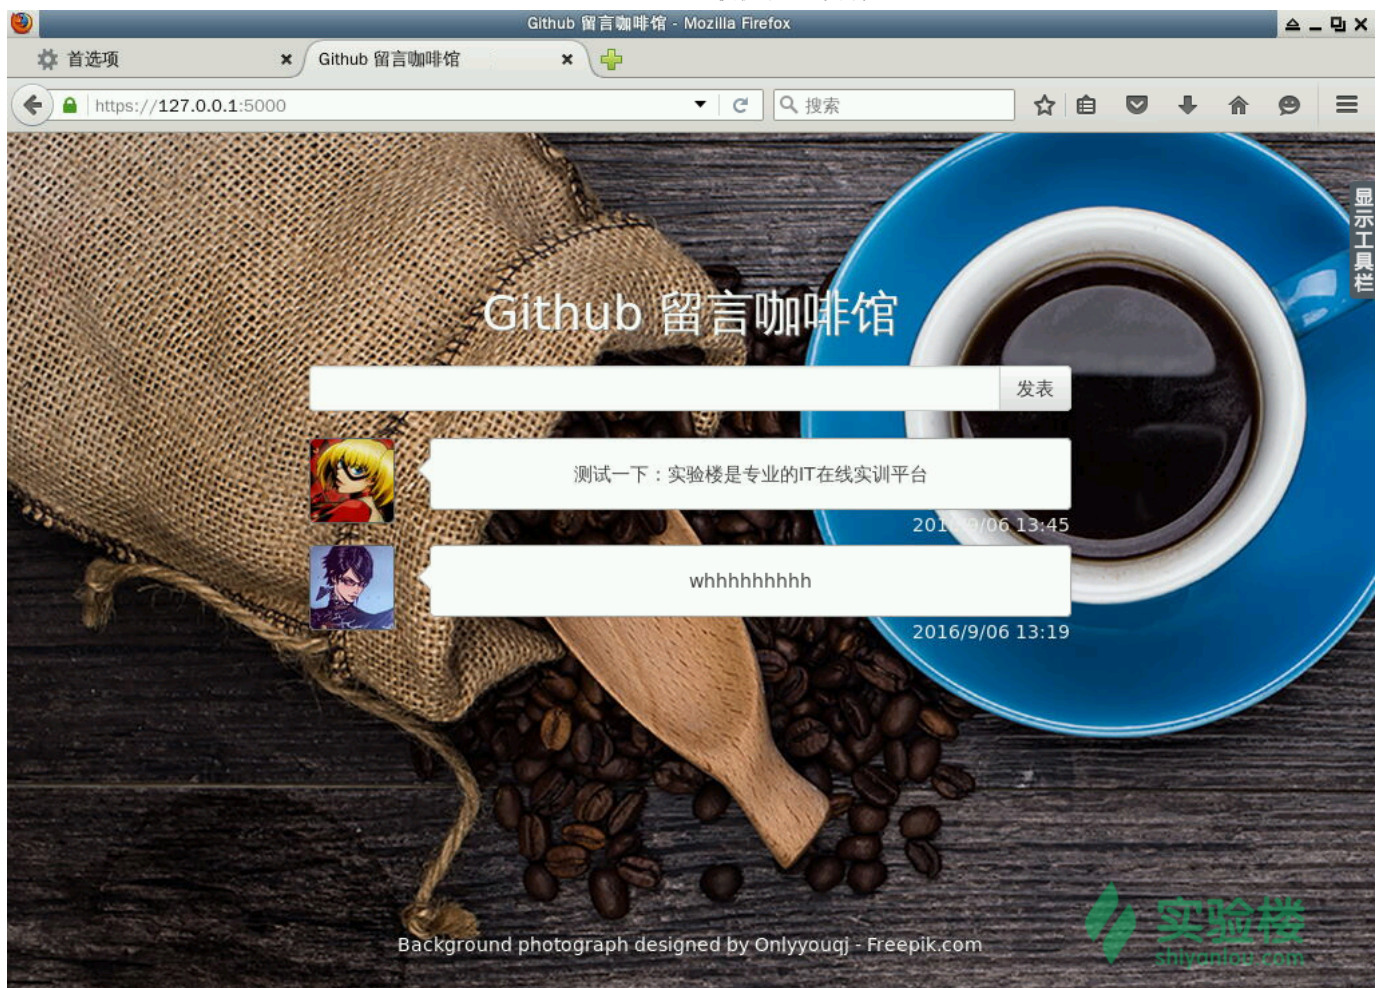 Github 留言咖啡馆 - Mozilla Firefox
首选项
Github 留言咖啡馆
https://127.0.0.1:5000
搜索
显示工具栏
Github 留言咖啡馆
发表
测试一下：实验楼是专业的IT在线实训平台
2016/9/06 13:45
whhhhhhhhh
2016/9/06 13:19
Background photograph designed by Onlyyouqj - Freepik.com
实验楼
shiyanlou.com